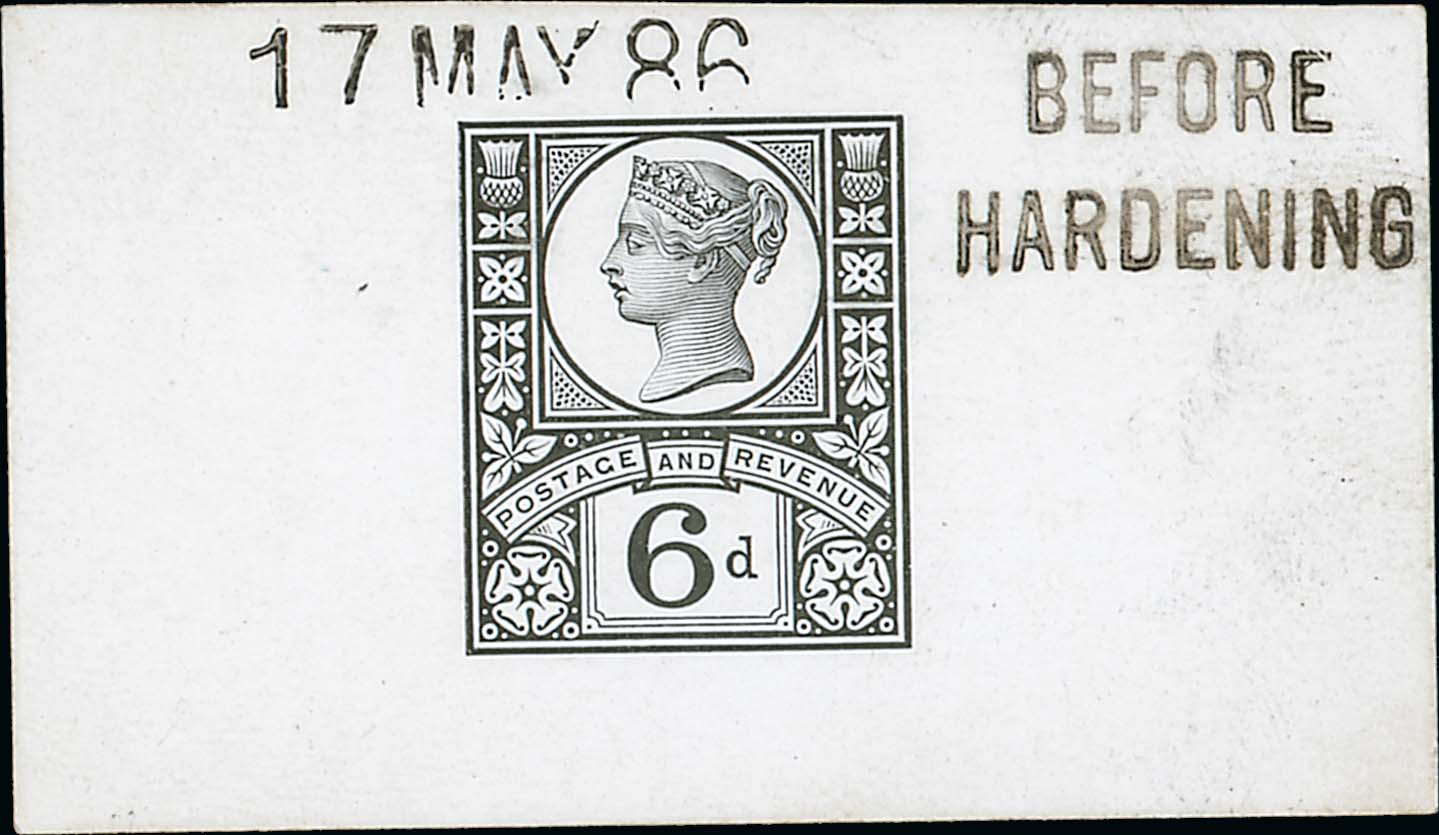 17 MAY 86
BEFORE
HARDENING
POSTAGE AND REVENUE
6d